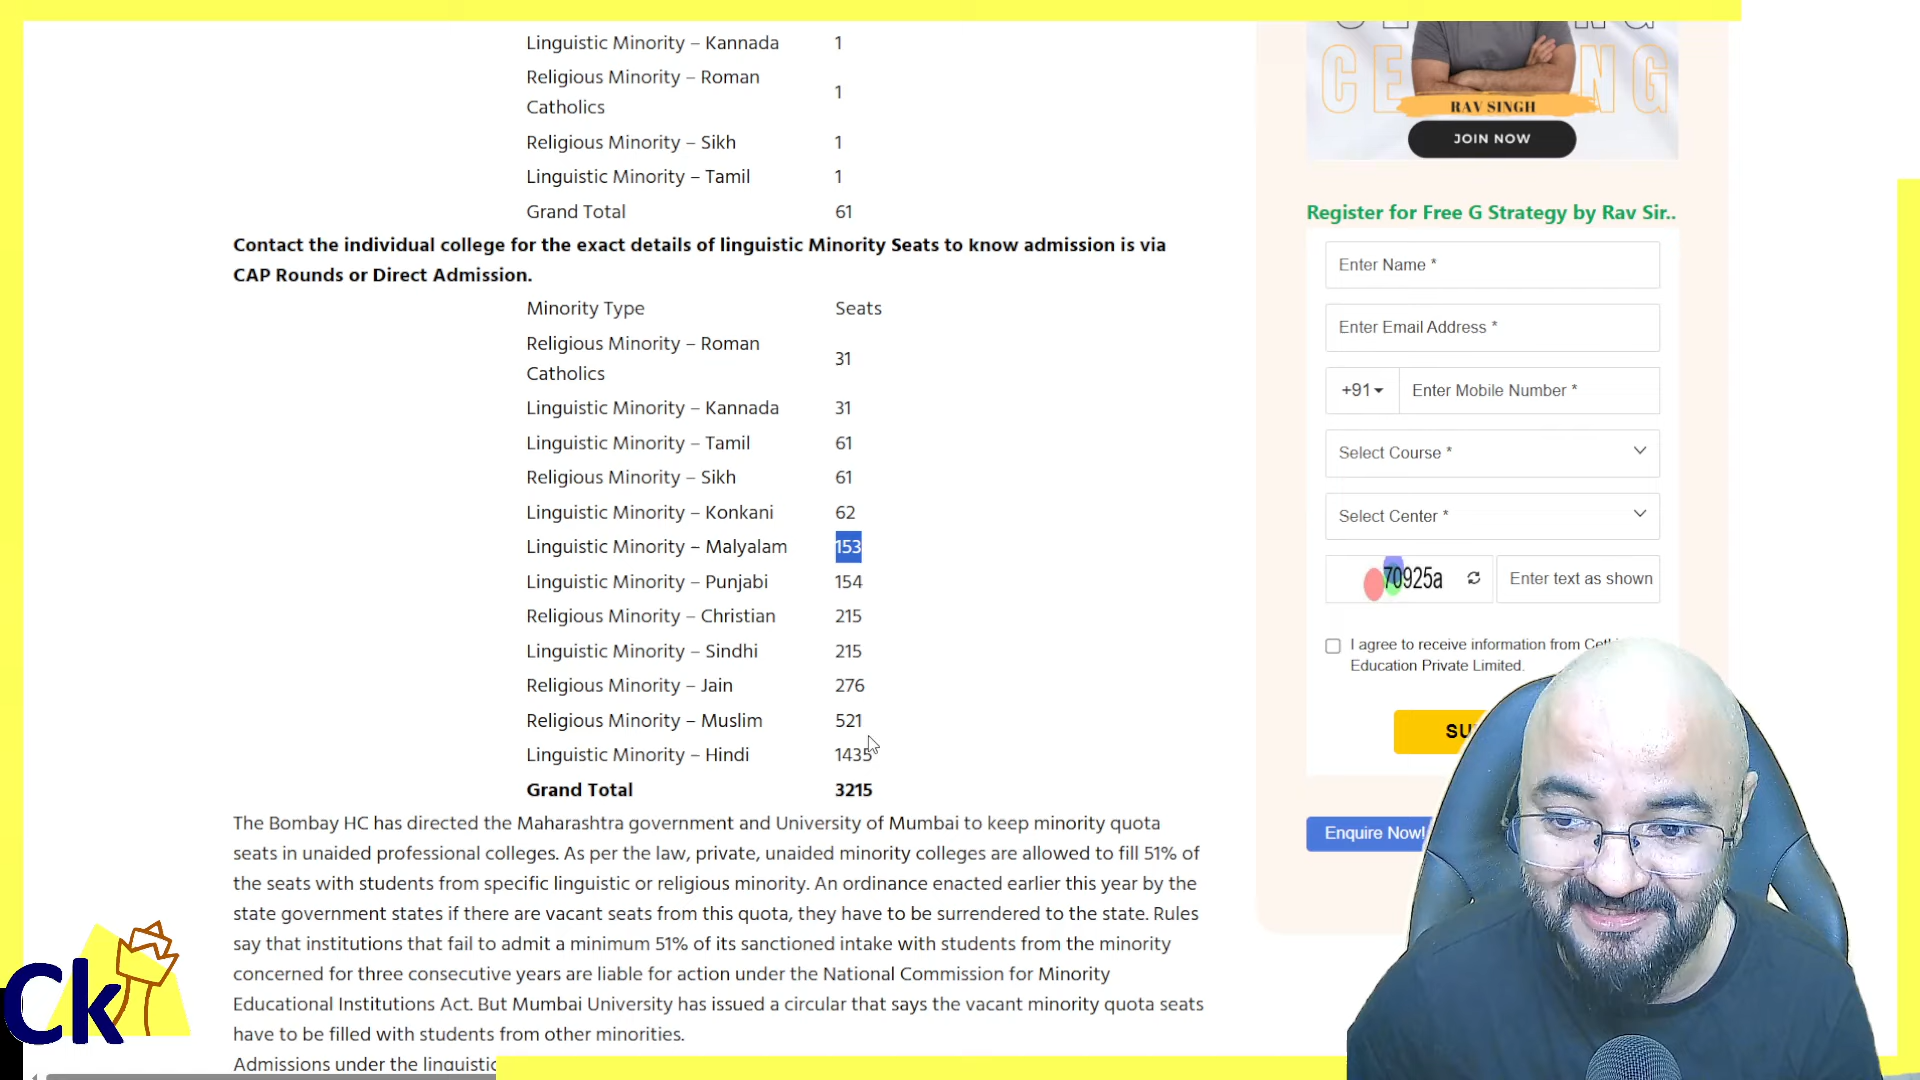 Linguistic Minority – Kannada 1
Religious Minority – Roman
Catholics 1
Religious Minority – Sikh 1
Linguistic Minority – Tamil 1
Grand Total 61
Contact the individual college for the exact details of linguistic Minority Seats to know admission is via
CAP Rounds or Direct Admission.
Minority Type Seats
Religious Minority – Roman
Catholics 31
Linguistic Minority – Kannada 31
Linguistic Minority – Tamil 61
Religious Minority – Sikh 61
Linguistic Minority – Konkani 62
Linguistic Minority – Malyalam 153
Linguistic Minority – Punjabi 154
Religious Minority – Christian 215
Linguistic Minority – Sindhi 215
Religious Minority – Jain 276
Religious Minority – Muslim 521
Linguistic Minority – Hindi 1435
Grand Total 3215
The Bombay HC has directed the Maharashtra government and University of Mumbai to keep minority quota
seats in unaided professional colleges. As per the law, private, unaided minority colleges are allowed to fill 51% of
the seats with students from specific linguistic or religious minority. An ordinance enacted earlier this year by the
state government states if there are vacant seats from this quota, they have to be surrendered to the state. Rules
say that institutions that fail to admit a minimum 51% of its sanctioned intake with students from the minority
concerned for three consecutive years are liable for action under the National Commission for Minority
Educational Institutions Act. But Mumbai University has issued a circular that says the vacant minority quota seats
have to be filled with students from other minorities.
Admissions under the linguistic
RAV SINGH
JOIN NOW
Register for Free G Strategy by Rav Sir..
Enter Name *
Enter Email Address *
+91 Enter Mobile Number *
Select Course *
Select Center *
70925a Enter text as shown
I agree to receive information from
Education Private Limited.
Enquire Now!
Ck